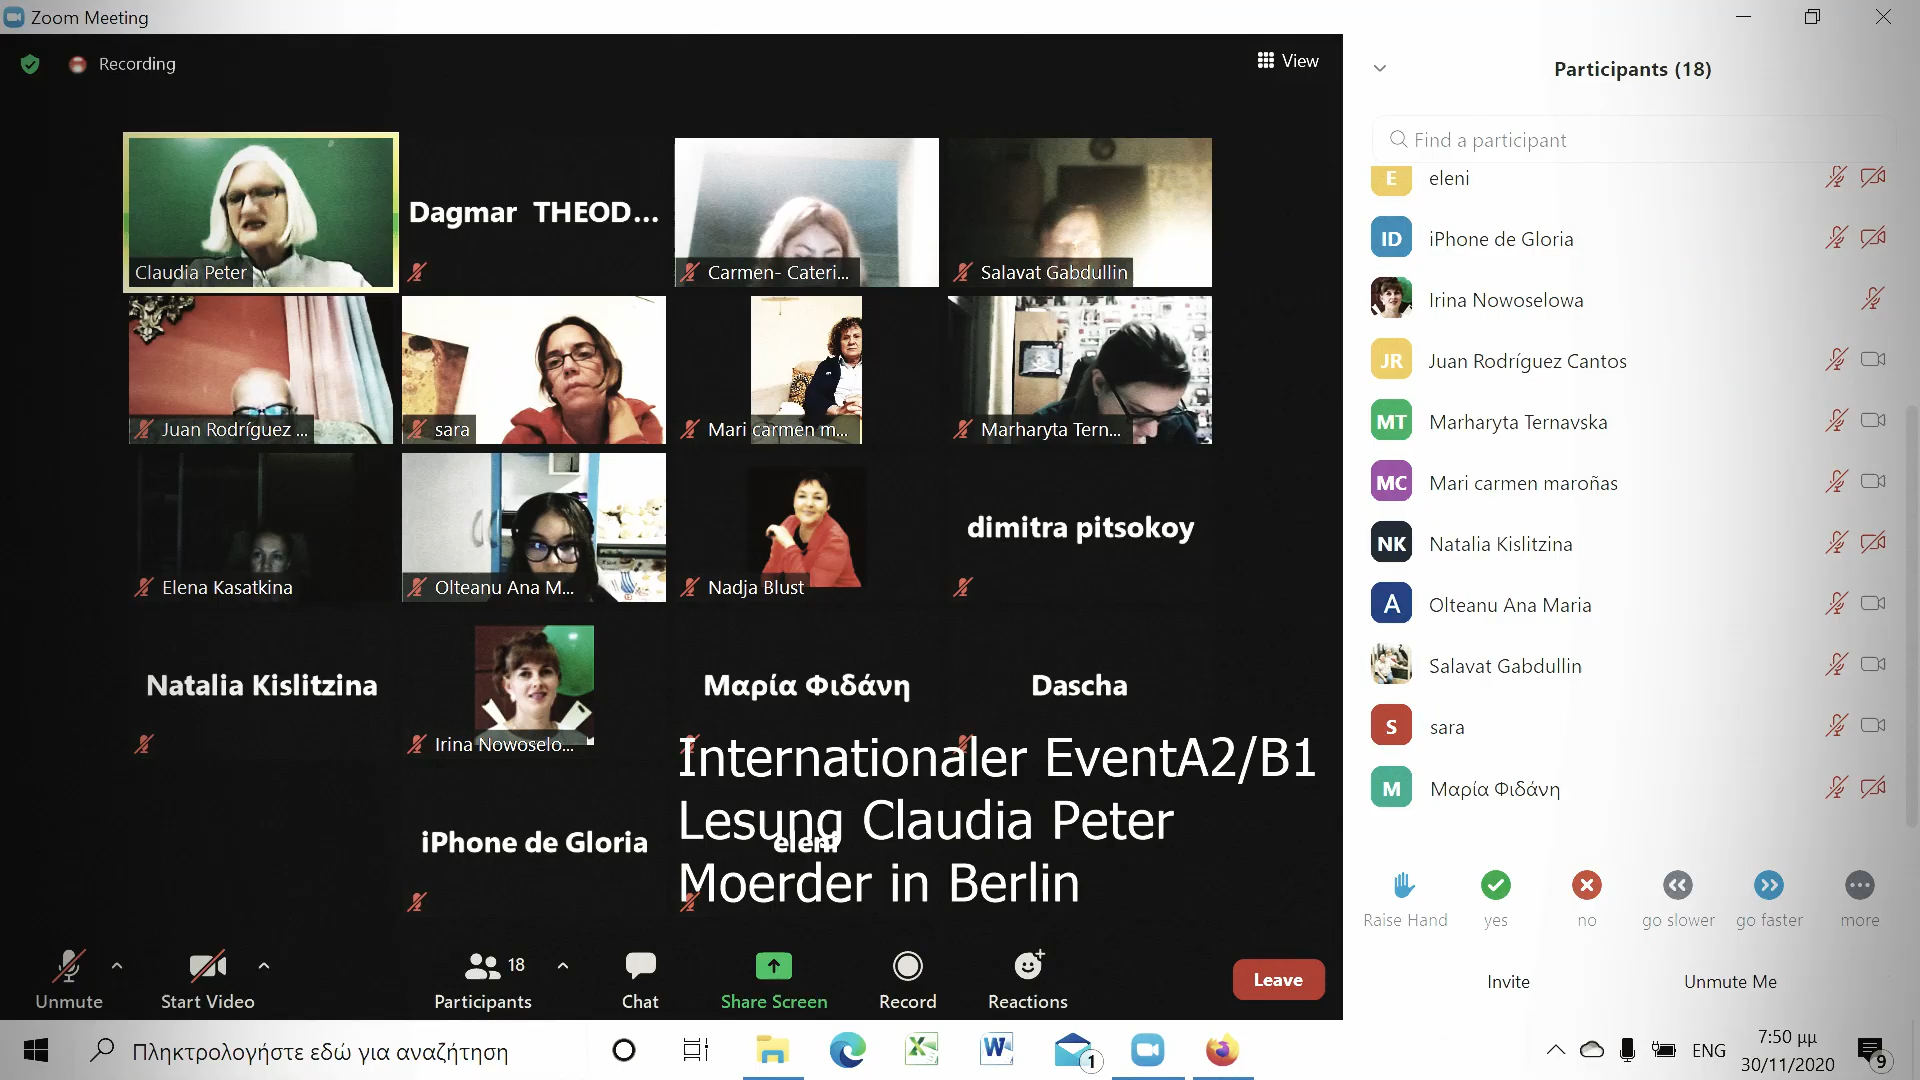 Zoom Meeting
Recording
View
Claudia Peter
Dagmar THEOD...
Carmen- Cateri...
Salavat Gabdullin
Juan Rodríguez ...
sara
Mari carmen m...
Marharyta Tern...
Elena Kasatkina
Olteanu Ana M...
Nadja Blust
dimitra pitsokoy
Natalia Kislitzina
Irina Nowoselo...
Μαρία Φιδάνη
Dascha
iPhone de Gloria
eleni
Internationaler EventA2/B1
Lesung Claudia Peter
Moerder in Berlin
Unmute
Start Video
18
Participants
Chat
Share Screen
Record
Reactions
Leave
Participants (18)
Find a participant
E eleni
ID iPhone de Gloria
Irina Nowoselowa
JR Juan Rodríguez Cantos
MT Marharyta Ternavska
MC Mari carmen maroñas
NK Natalia Kislitzina
A Olteanu Ana Maria
Salavat Gabdullin
S sara
M Μαρία Φιδάνη
Raise Hand
yes
no
go slower
go faster
more
Invite
Unmute Me
Πληκτρολογήστε εδώ για αναζήτηση
1
ENG
7:50 μμ
30/11/2020
9